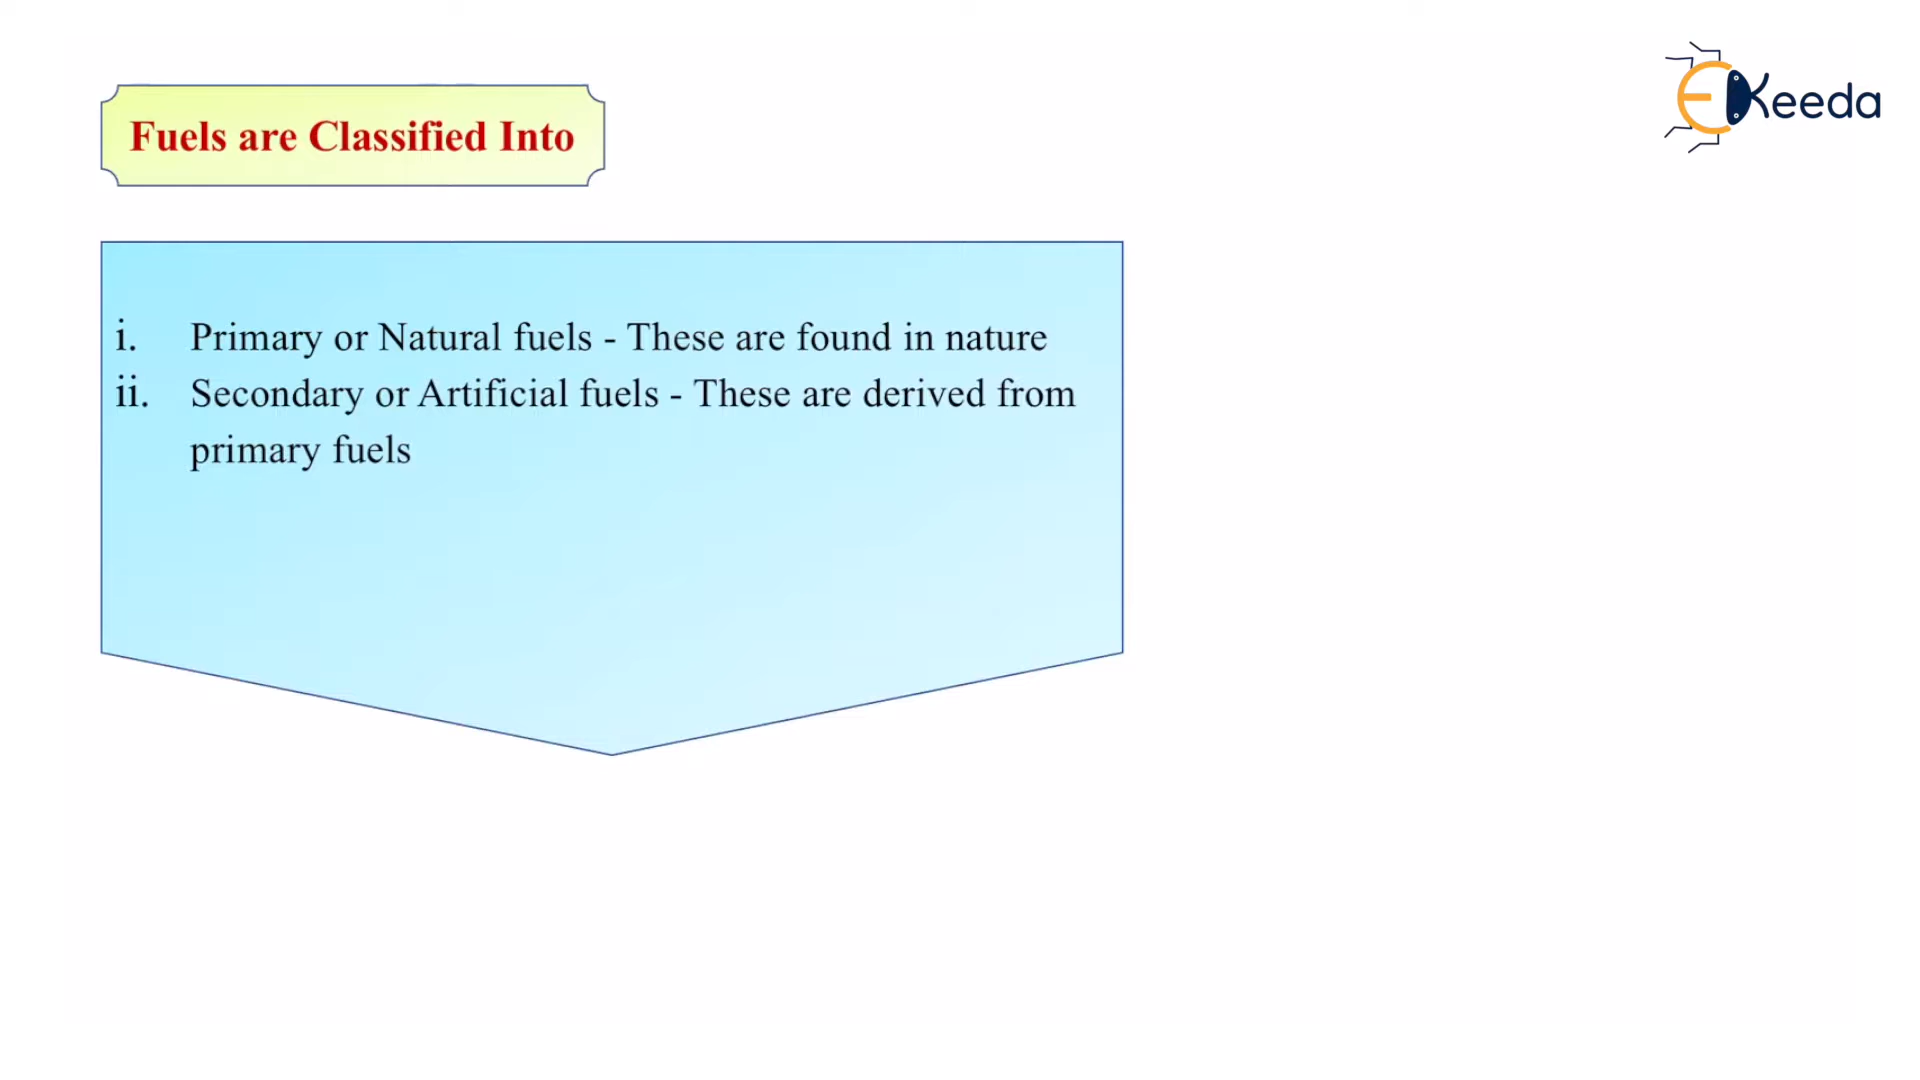 EKeeda
Fuels are Classified Into
i. Primary or Natural fuels - These are found in nature
ii. Secondary or Artificial fuels - These are derived from
primary fuels